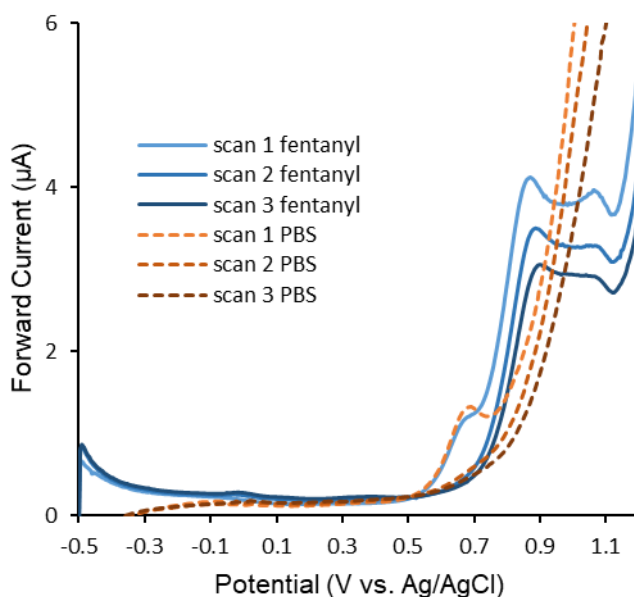 6
4
2
0
Forward Current (µA)
scan 1 fentanyl
scan 2 fentanyl
scan 3 fentanyl
scan 1 PBS
scan 2 PBS
scan 3 PBS
-0.5 -0.3 -0.1 0.1 0.3 0.5 0.7 0.9 1.1
Potential (V vs. Ag/AgCl)